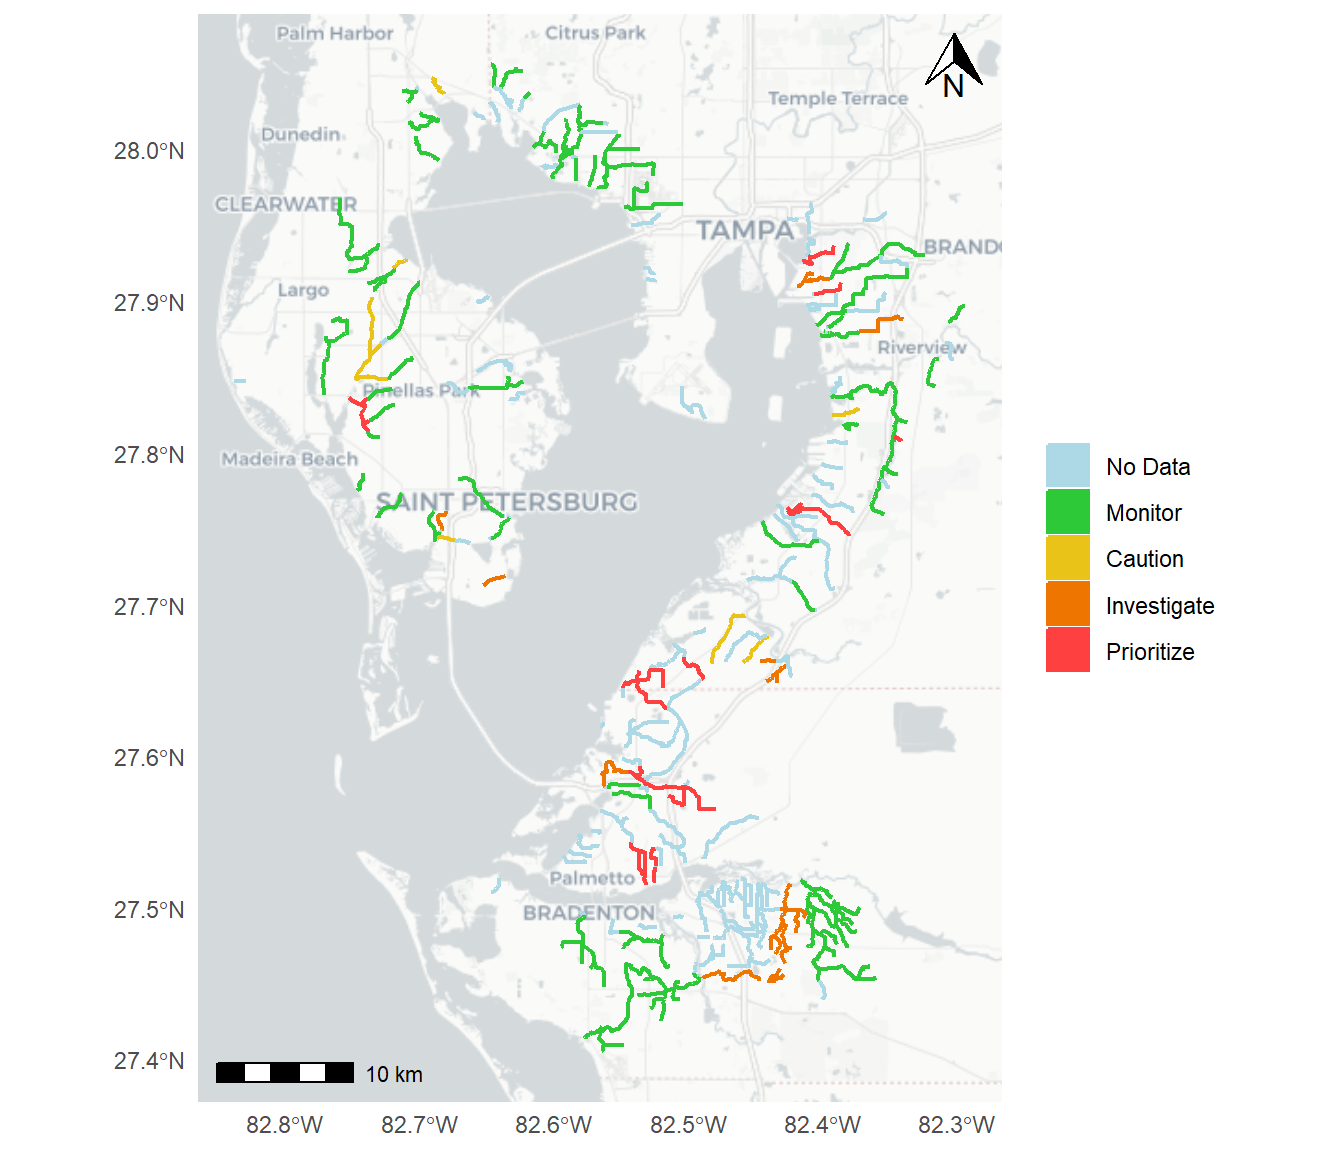 Palm Harbor
Citrus Park
N
Temple Terrace
Dunedin
28.0°N
CLEARWATER
TAMPA
BRAND
Largo
27.9°N
Riverview
Pinellas Park
Madeira Beach
27.8°N
SAINT PETERSBURG
No Data
Monitor
Caution
Investigate
Prioritize
27.7°N
27.6°N
Palmetto
27.5°N
BRADENTON
27.4°N
10 km
82.8°W 82.7°W 82.6°W 82.5°W 82.4°W 82.3°W